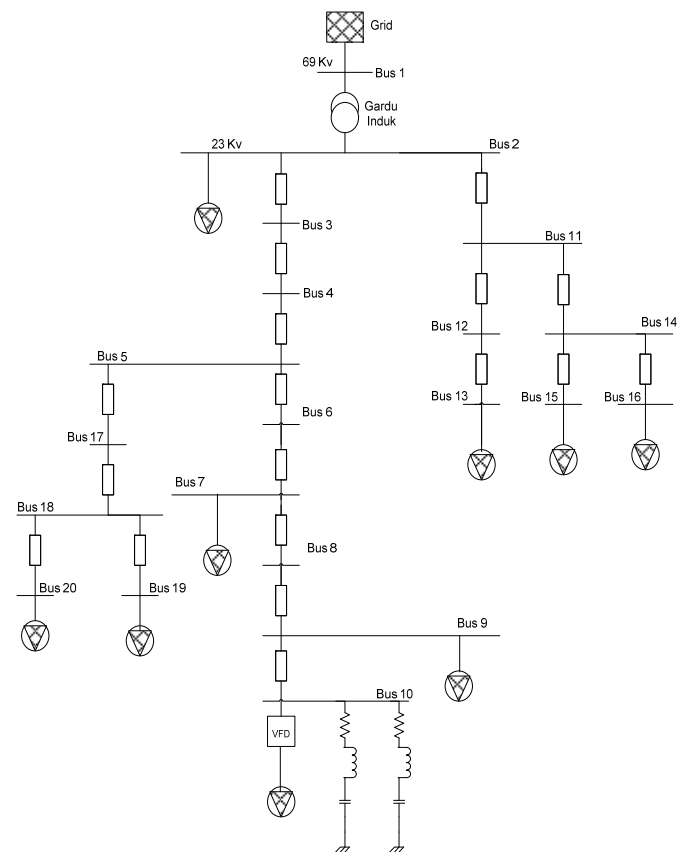 Grid
69 Kv
Bus 1
Gardu
Induk
23 Kv
Bus 2
Bus 3
Bus 11
Bus 4
Bus 12
Bus 14
Bus 5
Bus 6
Bus 13
Bus 15
Bus 16
Bus 17
Bus 7
Bus 18
Bus 8
Bus 20
Bus 19
Bus 9
Bus 10
VFD